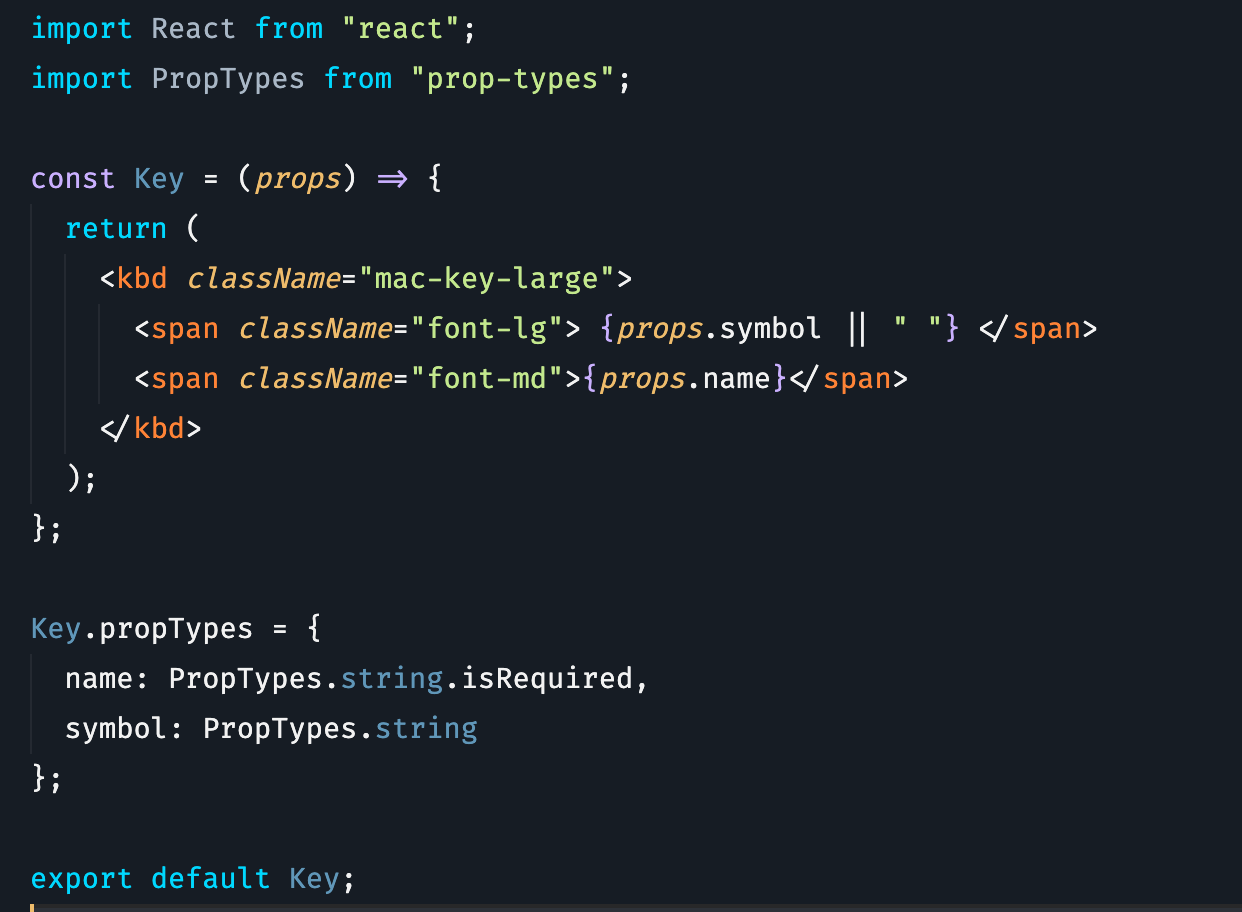 import React from "react";
import PropTypes from "prop-types";

const Key = (props) => {
  return (
    <kbd className="mac-key-large">
      <span className="font-lg"> {props.symbol || " "} </span>
      <span className="font-md">{props.name}</span>
    </kbd>
  );
};

Key.propTypes = {
  name: PropTypes.string.isRequired,
  symbol: PropTypes.string
};

export default Key;